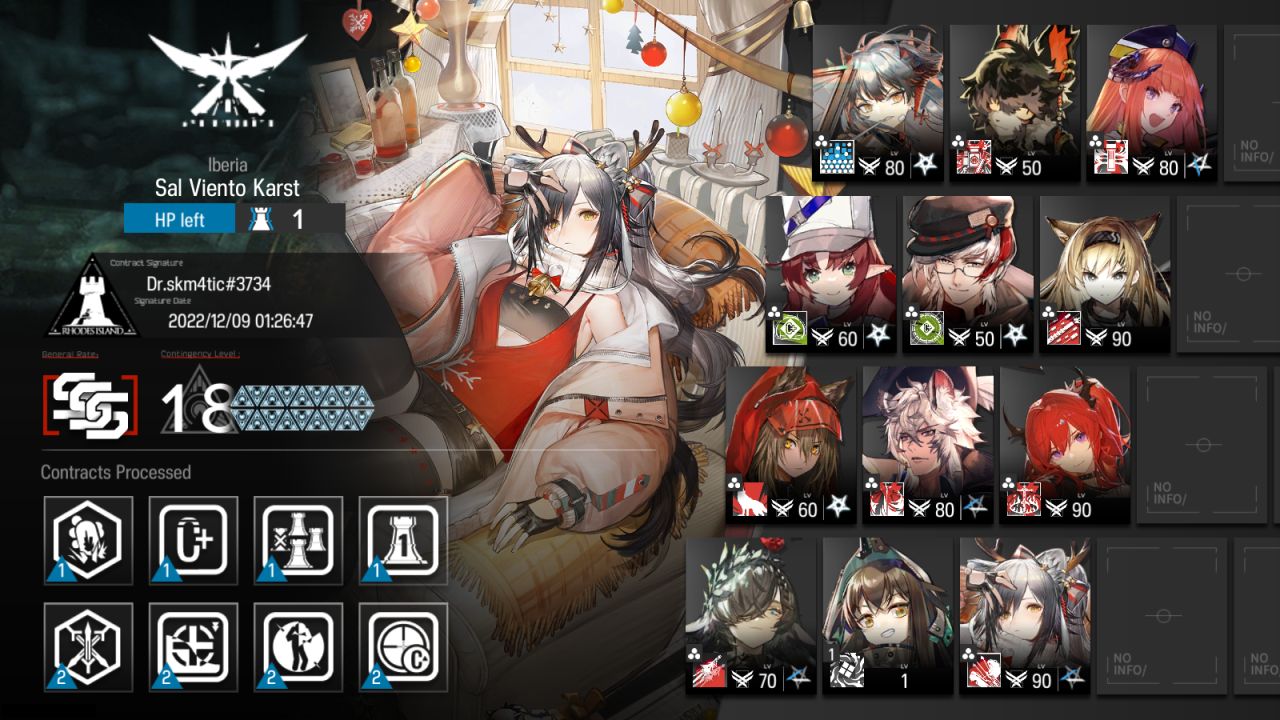 Iberia
Sal Viento Karst
HP left 1
Contract Signature
Dr.skm4tic#3734
Signature Date
2022/12/09 01:26:47
RHODES ISLAND
General Rate:
Contingency Level :
SSS
18
Contracts Processed
1 1 1 1
1
2 2 2 2
C
LV 80
LV 50
LV 80
NO INFO/
LV 60
LV 50
LV 90
NO INFO/
LV 60
LV 80
LV 90
NO INFO/
LV 70
1 LV 1
LV 90
NO INFO/
NO INFO/